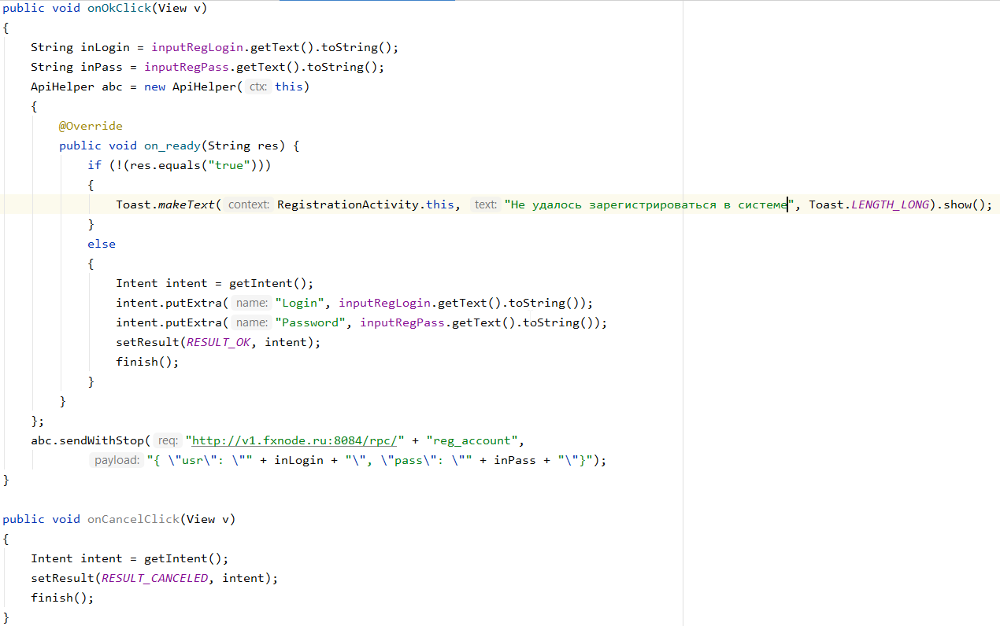 public void onOkClick(View v)
{
    String inLogin = inputRegLogin.getText().toString();
    String inPass = inputRegPass.getText().toString();
    ApiHelper abc = new ApiHelper( ctx: this)
    {
        @Override
        public void on_ready(String res) {
            if (!(res.equals("true")))
            {
                Toast.makeText( context: RegistrationActivity.this, text: "Не удалось зарегистрироваться в системе", Toast.LENGTH_LONG).show();
            }
            else
            {
                Intent intent = getIntent();
                intent.putExtra( name: "Login", inputRegLogin.getText().toString());
                intent.putExtra( name: "Password", inputRegPass.getText().toString());
                setResult(RESULT_OK, intent);
                finish();
            }
        }
    };
    abc.sendWithStop( req: "http://v1.fxnode.ru:8084/rpc/" + "reg_account",
            payload: "{ \"usr\": \"" + inLogin + "\", \"pass\": \"" + inPass + "\"}");
}

public void onCancelClick(View v)
{
    Intent intent = getIntent();
    setResult(RESULT_CANCELED, intent);
    finish();
}